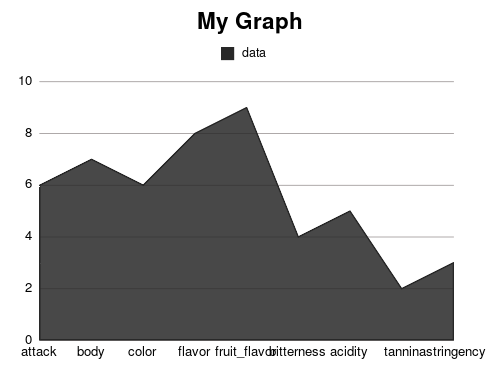 My Graph
data
10
8
6
4
2
0
attack body color flavor fruit_flavor bitterness acidity tannin astringency